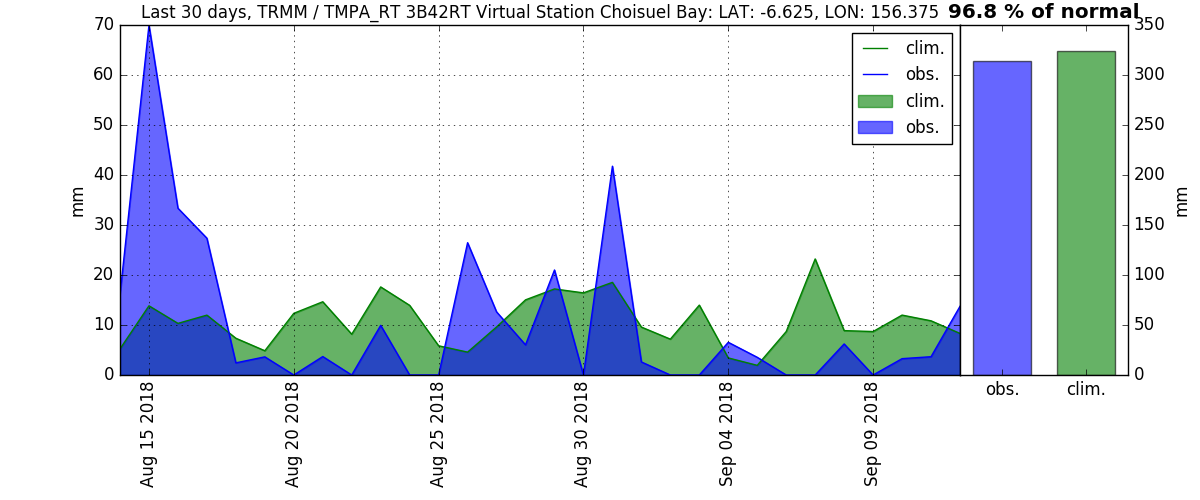 Last 30 days, TRMM / TMPA_RT 3B42RT Virtual Station Choisuel Bay: LAT: -6.625, LON: 156.375
96.8 % of normal
70
60
50
40
30
20
10
0
mm
clim.
obs.
clim.
obs.
Aug 15 2018
Aug 20 2018
Aug 25 2018
Aug 30 2018
Sep 04 2018
Sep 09 2018
350
300
250
200
150
100
50
0
mm
obs.
clim.